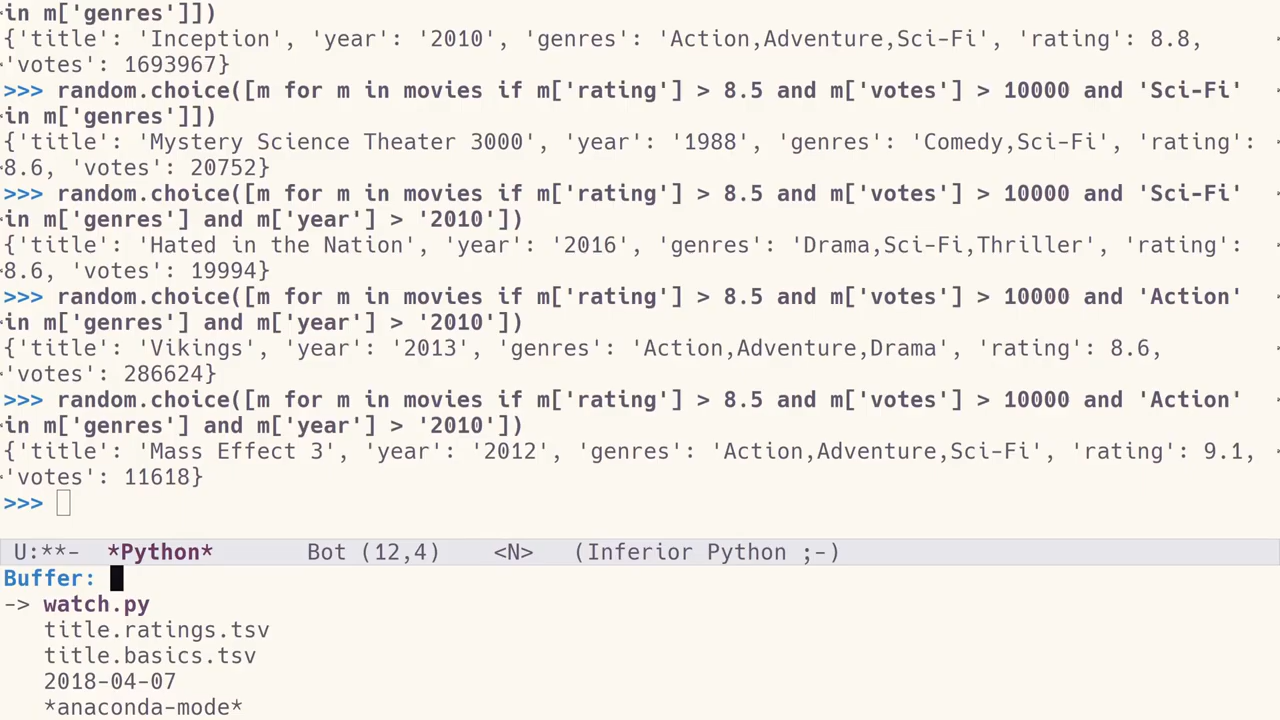 in m['genres']])
{'title': 'Inception', 'year': '2010', 'genres': 'Action,Adventure,Sci-Fi', 'rating': 8.8,
'votes': 1693967}
>>> random.choice([m for m in movies if m['rating'] > 8.5 and m['votes'] > 10000 and 'Sci-Fi'
in m['genres']])
{'title': 'Mystery Science Theater 3000', 'year': '1988', 'genres': 'Comedy,Sci-Fi', 'rating':
8.6, 'votes': 20752}
>>> random.choice([m for m in movies if m['rating'] > 8.5 and m['votes'] > 10000 and 'Sci-Fi'
in m['genres'] and m['year'] > '2010'])
{'title': 'Hated in the Nation', 'year': '2016', 'genres': 'Drama,Sci-Fi,Thriller', 'rating':
8.6, 'votes': 19994}
>>> random.choice([m for m in movies if m['rating'] > 8.5 and m['votes'] > 10000 and 'Action'
in m['genres'] and m['year'] > '2010'])
{'title': 'Vikings', 'year': '2013', 'genres': 'Action,Adventure,Drama', 'rating': 8.6,
'votes': 286624}
>>> random.choice([m for m in movies if m['rating'] > 8.5 and m['votes'] > 10000 and 'Action'
in m['genres'] and m['year'] > '2010'])
{'title': 'Mass Effect 3', 'year': '2012', 'genres': 'Action,Adventure,Sci-Fi', 'rating': 9.1,
'votes': 11618}
>>>
U:**-  *Python*       Bot (12,4)    <N>   (Inferior Python ;-)
Buffer:
-> watch.py
title.ratings.tsv
title.basics.tsv
2018-04-07
*anaconda-mode*